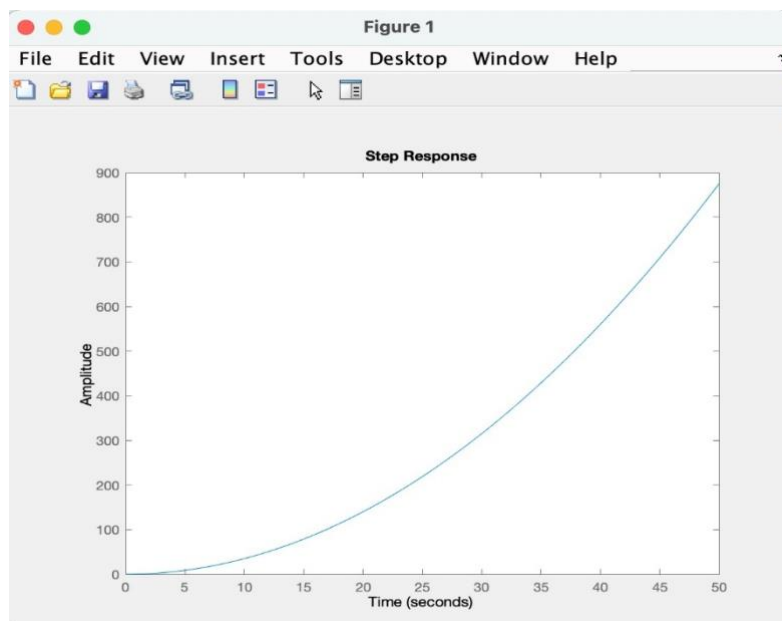 Figure 1
File Edit View Insert Tools Desktop Window Help
Step Response
900
800
700
600
500
400
300
200
100
0
Amplitude
0 5 10 15 20 25 30 35 40 45 50
Time (seconds)